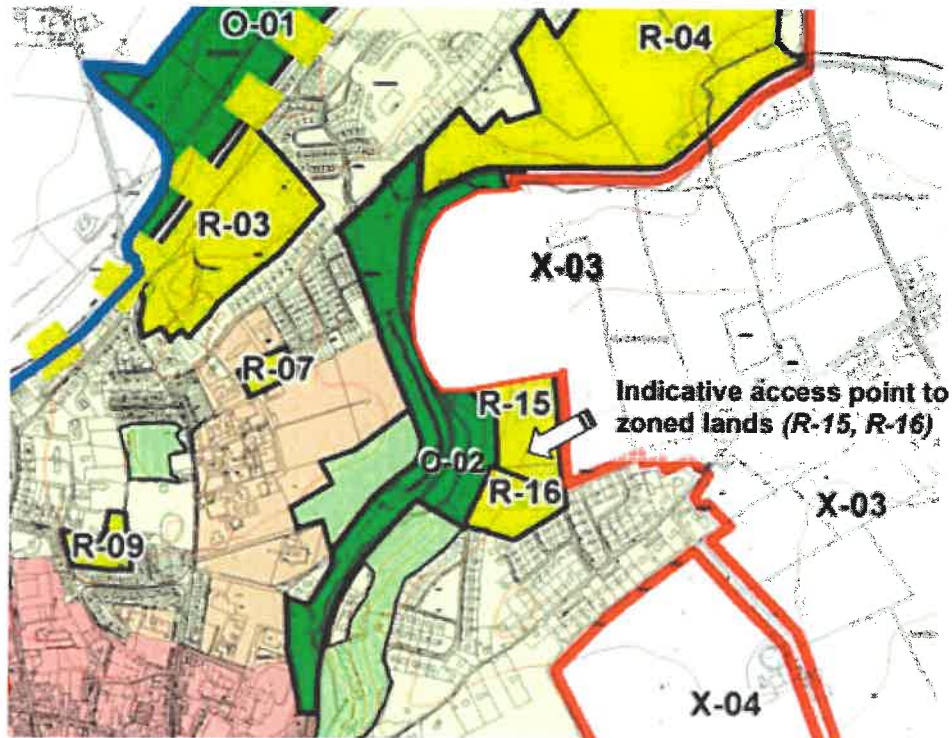 O-01
R-04
R-03
X-03
R-07
R-15
Indicative access point to
zoned lands (R-15, R-16)
O-02
R-16
X-03
R-09
X-04